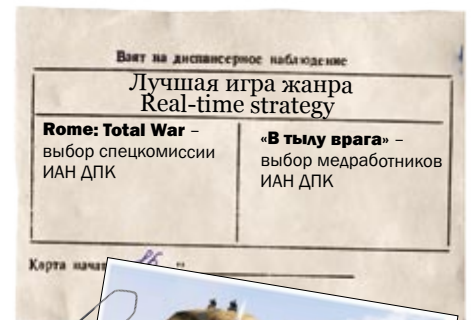 Взят на диспансерное наблюдение
Лучшая игра жанра
Real-time strategy
Rome: Total War –
выбор спецкомиссии
ИАН ДПК
«В тылу врага» –
выбор медработников
ИАН ДПК
Карта начат